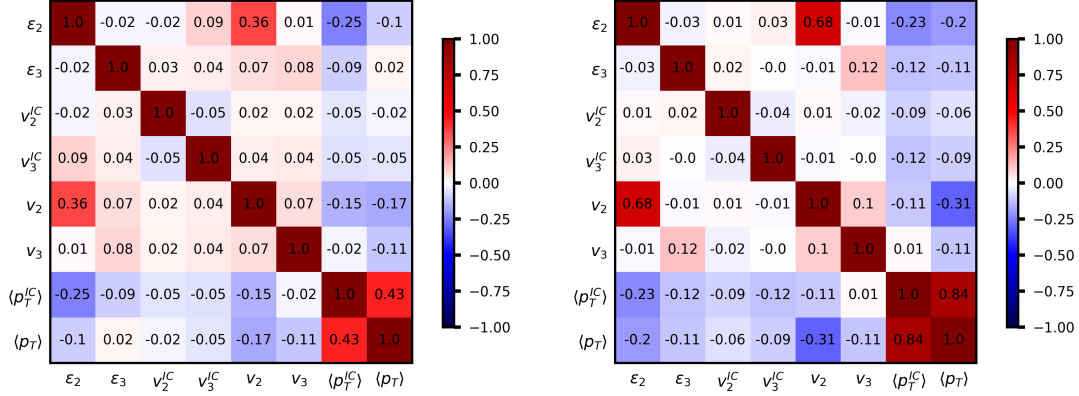 ε₂ 1.0 -0.02 -0.02 0.09 0.36 0.01 -0.25 -0.1
ε₃ -0.02 1.0 0.03 0.04 0.07 0.08 -0.09 0.02
v₂^IC -0.02 0.03 1.0 -0.05 0.02 0.02 -0.05 -0.02
v₃^IC 0.09 0.04 -0.05 1.0 0.04 0.04 -0.05 -0.05
v₂ 0.36 0.07 0.02 0.04 1.0 0.07 -0.15 -0.17
v₃ 0.01 0.08 0.02 0.04 0.07 1.0 -0.02 -0.11
⟨p_T^IC⟩ -0.25 -0.09 -0.05 -0.05 -0.15 -0.02 1.0 0.43
⟨p_T⟩ -0.1 0.02 -0.02 -0.05 -0.17 -0.11 0.43 1.0
ε₂ ε₃ v₂^IC v₃^IC v₂ v₃ ⟨p_T^IC⟩ ⟨p_T⟩
1.00
0.75
0.50
0.25
0.00
-0.25
-0.50
-0.75
-1.00
ε₂ 1.0 -0.03 0.01 0.03 0.68 -0.01 -0.23 -0.2
ε₃ -0.03 1.0 0.02 -0.0 -0.01 0.12 -0.12 -0.11
v₂^IC 0.01 0.02 1.0 -0.04 0.01 -0.02 -0.09 -0.06
v₃^IC 0.03 -0.0 -0.04 1.0 -0.01 -0.0 -0.12 -0.09
v₂ 0.68 -0.01 0.01 -0.01 1.0 0.1 -0.11 -0.31
v₃ -0.01 0.12 -0.02 -0.0 0.1 1.0 0.01 -0.11
⟨p_T^IC⟩ -0.23 -0.12 -0.09 -0.12 -0.11 0.01 1.0 0.84
⟨p_T⟩ -0.2 -0.11 -0.06 -0.09 -0.31 -0.11 0.84 1.0
ε₂ ε₃ v₂^IC v₃^IC v₂ v₃ ⟨p_T^IC⟩ ⟨p_T⟩
1.00
0.75
0.50
0.25
0.00
-0.25
-0.50
-0.75
-1.00